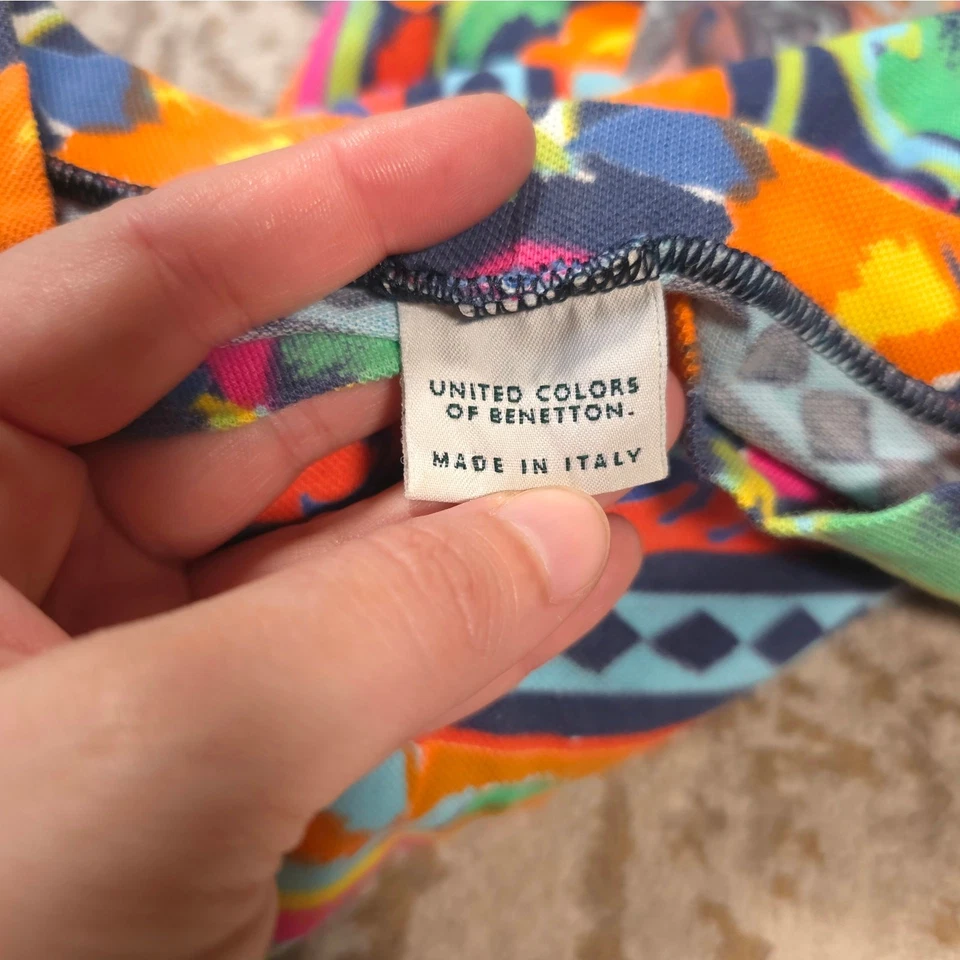 UNITED COLORS
OF BENETTON.
MADE IN ITALY